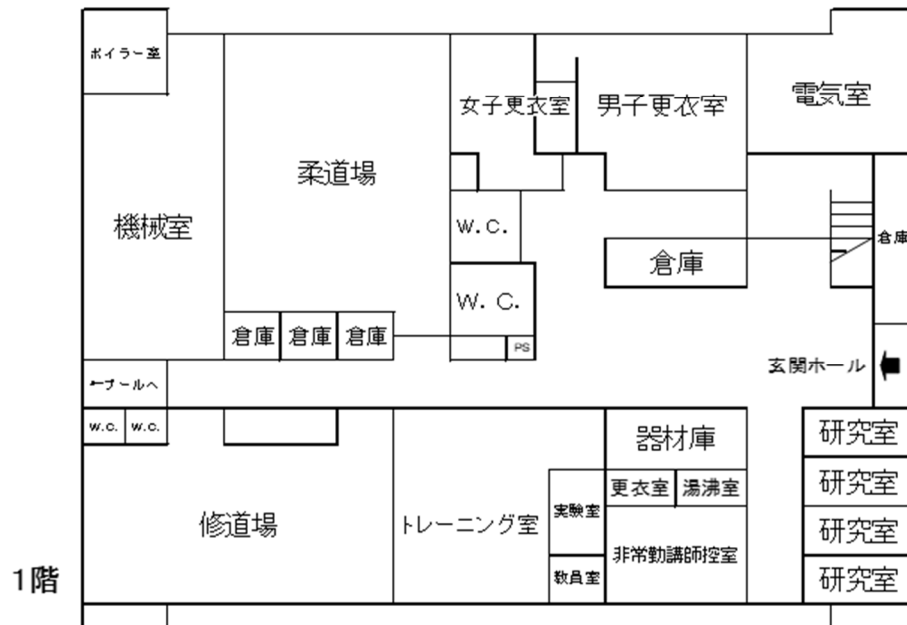 ボイラー室
機械室
柔道場
女子更衣室
男子更衣室
電気室
W.C.
W.C.
倉庫
倉庫
倉庫
倉庫
倉庫
PS
←プールへ
玄関ホール
W.C.
W.C.
修道場
トレーニング室
実験室
教員室
器材庫
更衣室
湯沸室
非常勤講師控室
研究室
研究室
研究室
研究室
1階